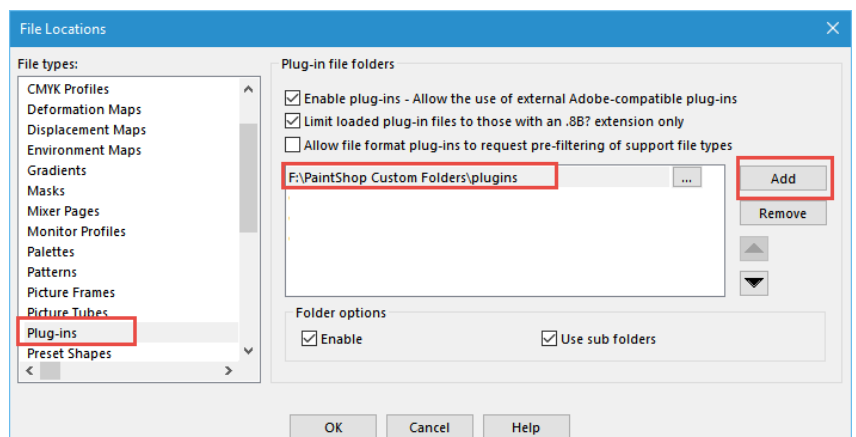 File Locations
File types:
CMYK Profiles
Deformation Maps
Displacement Maps
Environment Maps
Gradients
Masks
Mixer Pages
Monitor Profiles
Palettes
Patterns
Picture Frames
Picture Tubes
Plug-ins
Preset Shapes
Plug-in file folders
Enable plug-ins - Allow the use of external Adobe-compatible plug-ins
Limit loaded plug-in files to those with an .8B? extension only
Allow file format plug-ins to request pre-filtering of support file types
F:\PaintShop Custom Folders\plugins
...
Add
Remove
Folder options
Enable
Use sub folders
OK
Cancel
Help